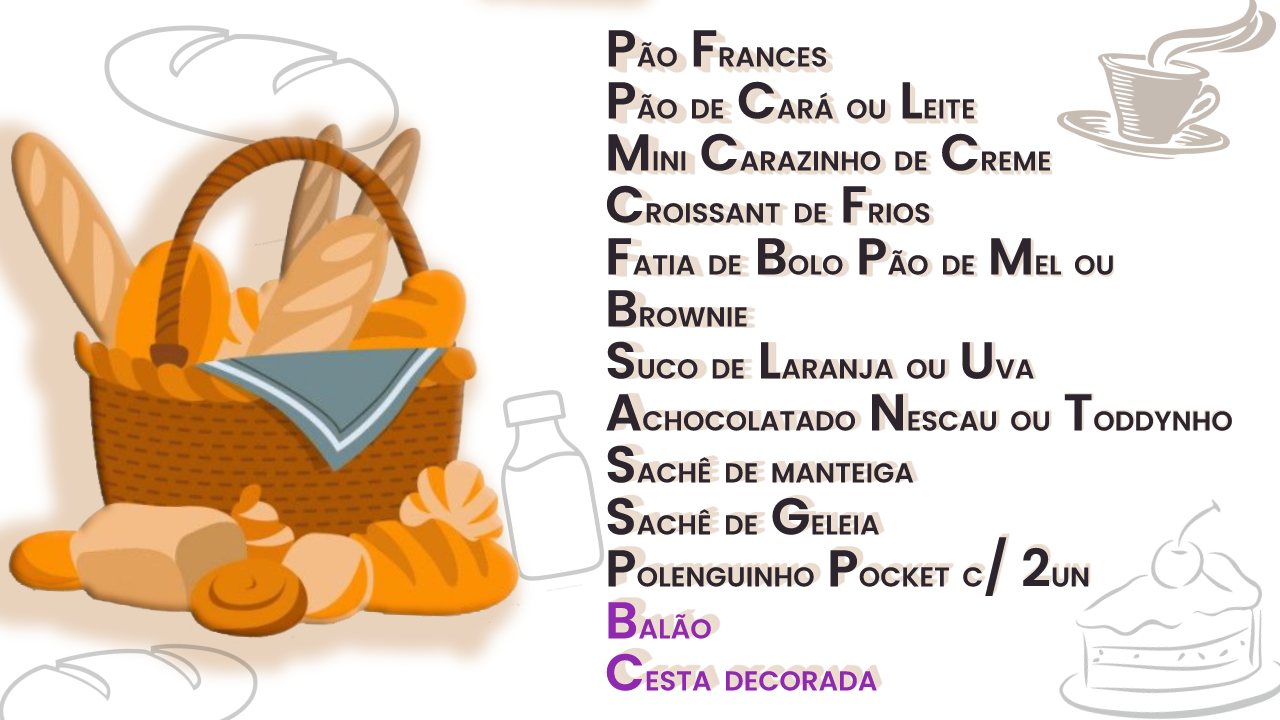 Pão Frances
Pão de Cará ou Leite
Mini Carazinho de Creme
Croissant de Frios
Fatia de Bolo Pão de Mel ou
Brownie
Suco de Laranja ou Uva
Achocolatado Nescau ou Toddynho
Sachê de manteiga
Sachê de Geleia
Polenguinho Pocket c/ 2un
Balão
Cesta decorada